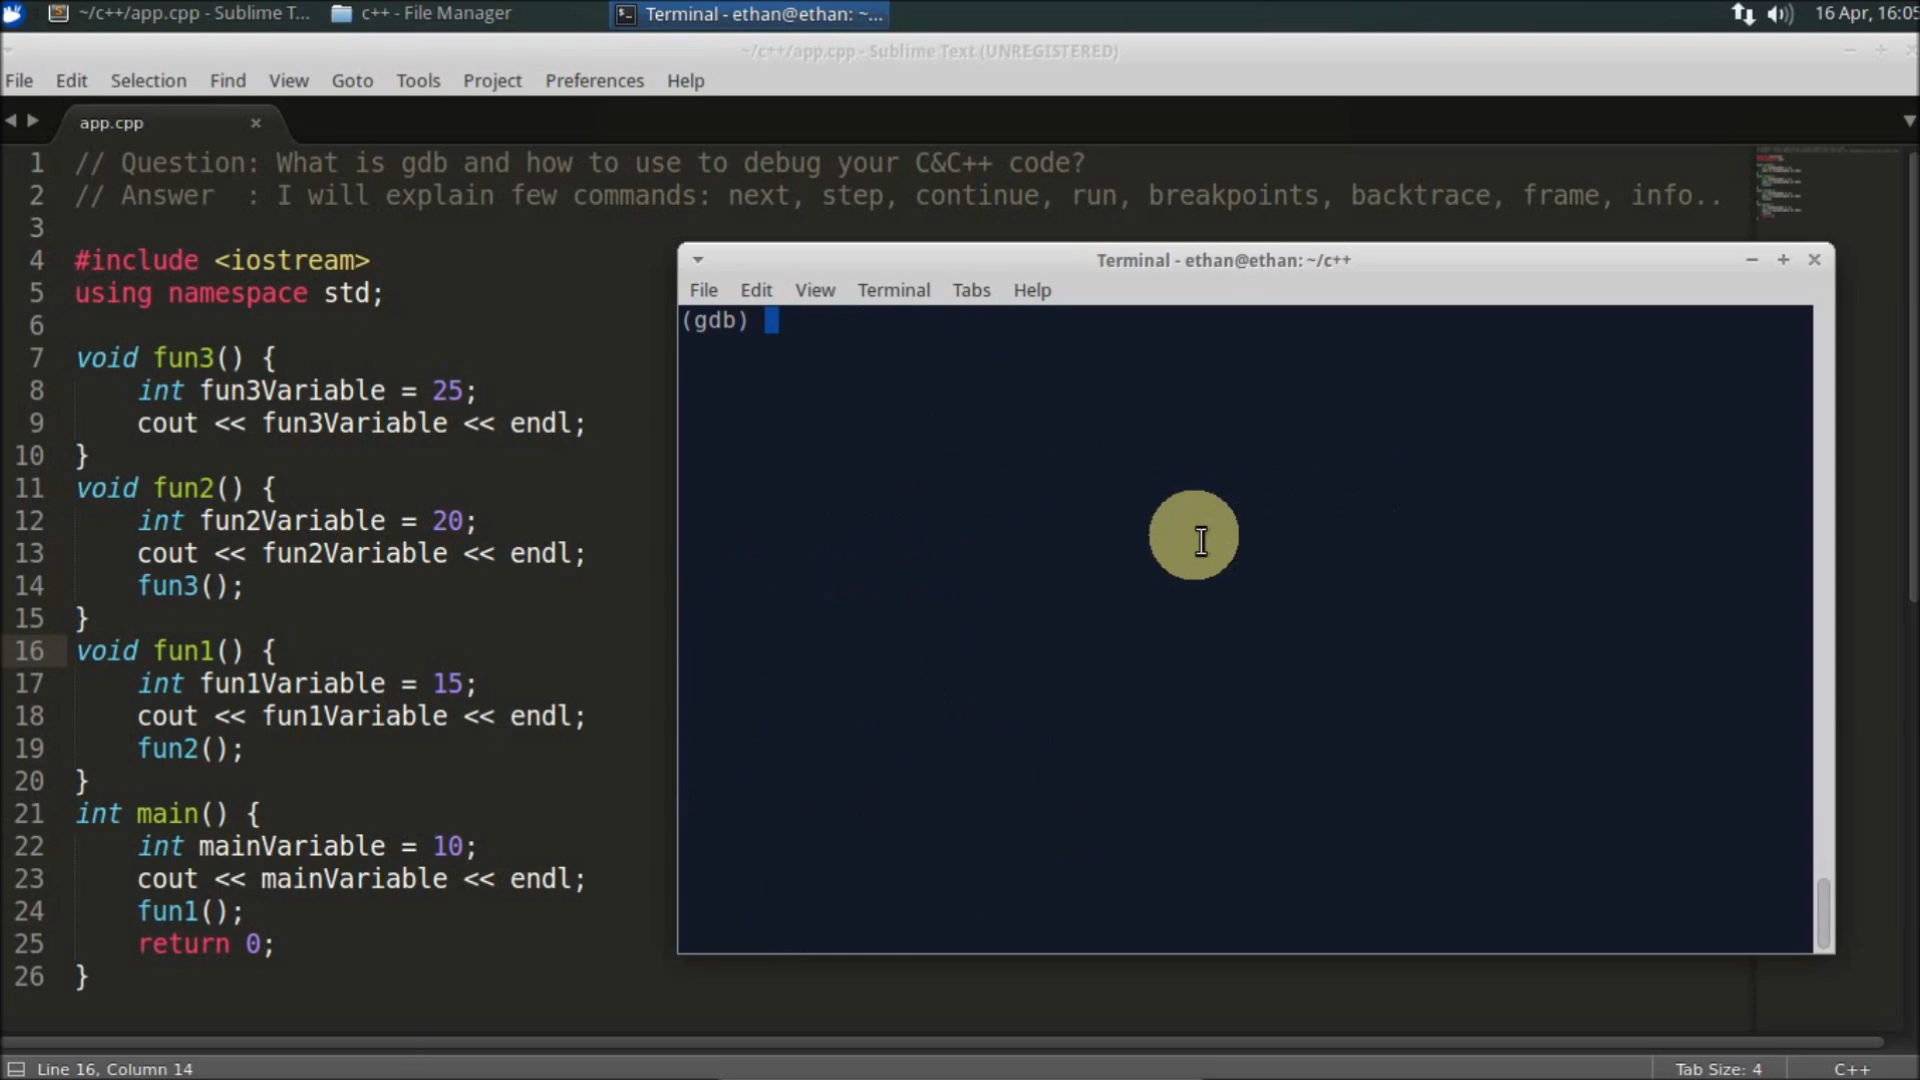 ~/c++/app.cpp - Sublime T...
c++ - File Manager
Terminal - ethan@ethan: ~...
16 Apr, 16:05
~/c++/app.cpp - Sublime Text (UNREGISTERED)
File Edit Selection Find View Goto Tools Project Preferences Help
app.cpp
1 // Question: What is gdb and how to use to debug your C&C++ code?
2 // Answer  : I will explain few commands: next, step, continue, run, breakpoints, backtrace, frame, info..
3
4 #include <iostream>
5 using namespace std;
6
7 void fun3() {
8     int fun3Variable = 25;
9     cout << fun3Variable << endl;
10 }
11 void fun2() {
12     int fun2Variable = 20;
13     cout << fun2Variable << endl;
14     fun3();
15 }
16 void fun1() {
17     int fun1Variable = 15;
18     cout << fun1Variable << endl;
19     fun2();
20 }
21 int main() {
22     int mainVariable = 10;
23     cout << mainVariable << endl;
24     fun1();
25     return 0;
26 }
Terminal - ethan@ethan: ~/c++
File Edit View Terminal Tabs Help
(gdb)
Line 16, Column 14
Tab Size: 4
C++